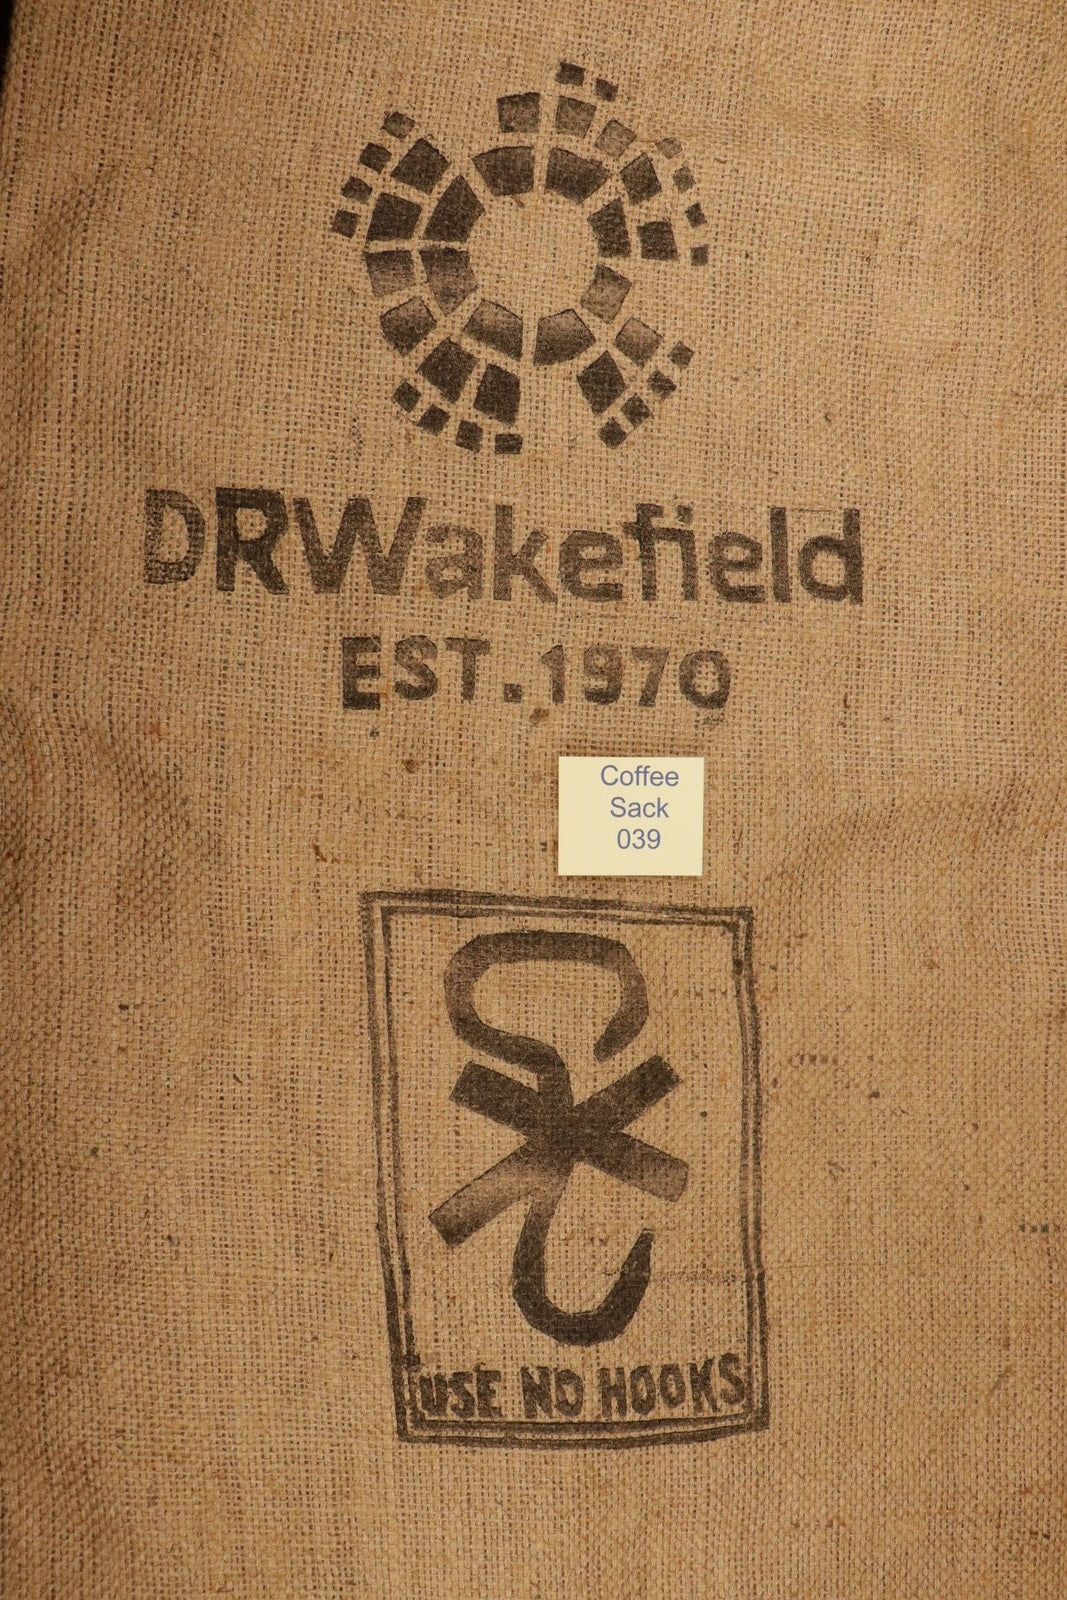 DRWakefield
EST. 1970
Coffee
Sack
039
USE NO HOOKS